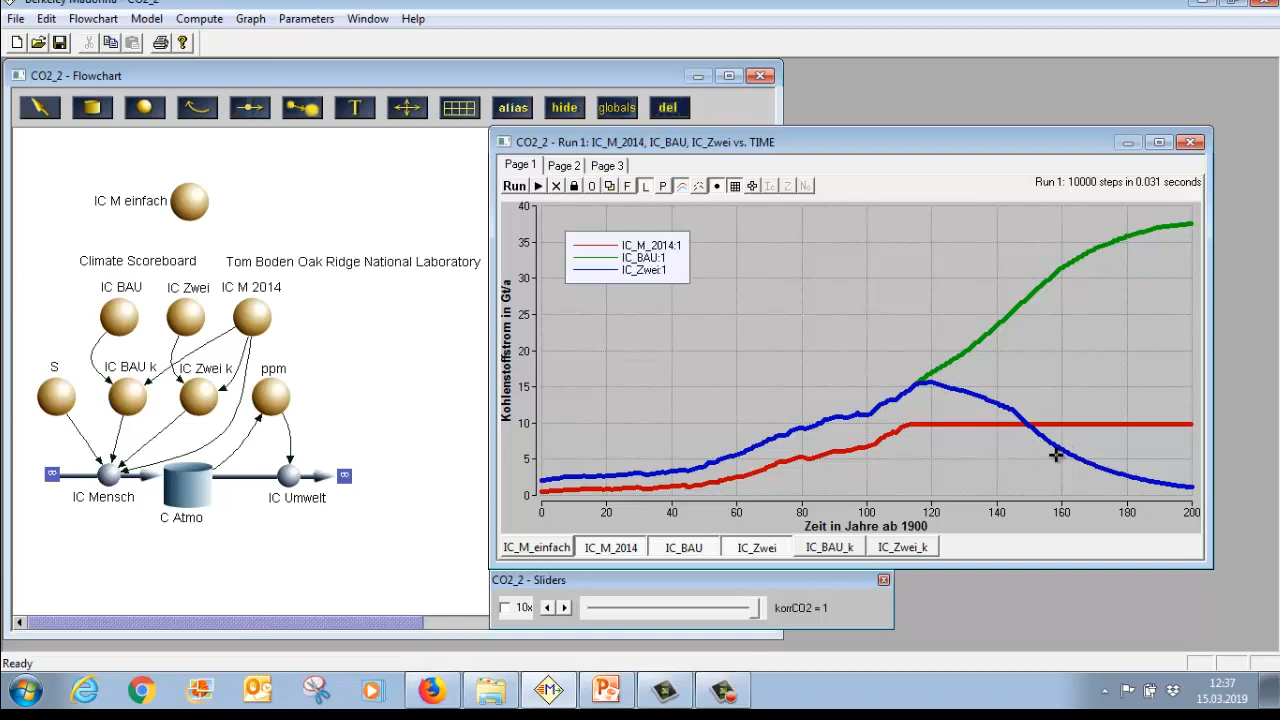 Berkeley Madonna - CO2_2
File Edit Flowchart Model Compute Graph Parameters Window Help
CO2_2 - Flowchart
T alias hide globals del
IC M einfach
Climate Scoreboard Tom Boden Oak Ridge National Laboratory
IC BAU IC Zwei IC M 2014
S IC BAU k IC Zwei k ppm
IC Mensch IC Umwelt
C Atmo
CO2_2 - Run 1: IC_M_2014, IC_BAU, IC_Zwei vs. TIME
Page 1 Page 2 Page 3
Run O F L P Z
Run 1: 10000 steps in 0.031 seconds
IC_M_2014:1
IC_BAU:1
IC_Zwei:1
Kohlenstoffstrom in Gt/a
40
35
30
25
20
15
10
5
0
0 20 40 60 80 100 120 140 160 180 200
Zeit in Jahre ab 1900
IC_M_einfach IC_M_2014 IC_BAU IC_Zwei IC_BAU_k IC_Zwei_k
CO2_2 - Sliders
10x korrCO2 = 1
Ready
12:37
15.03.2019